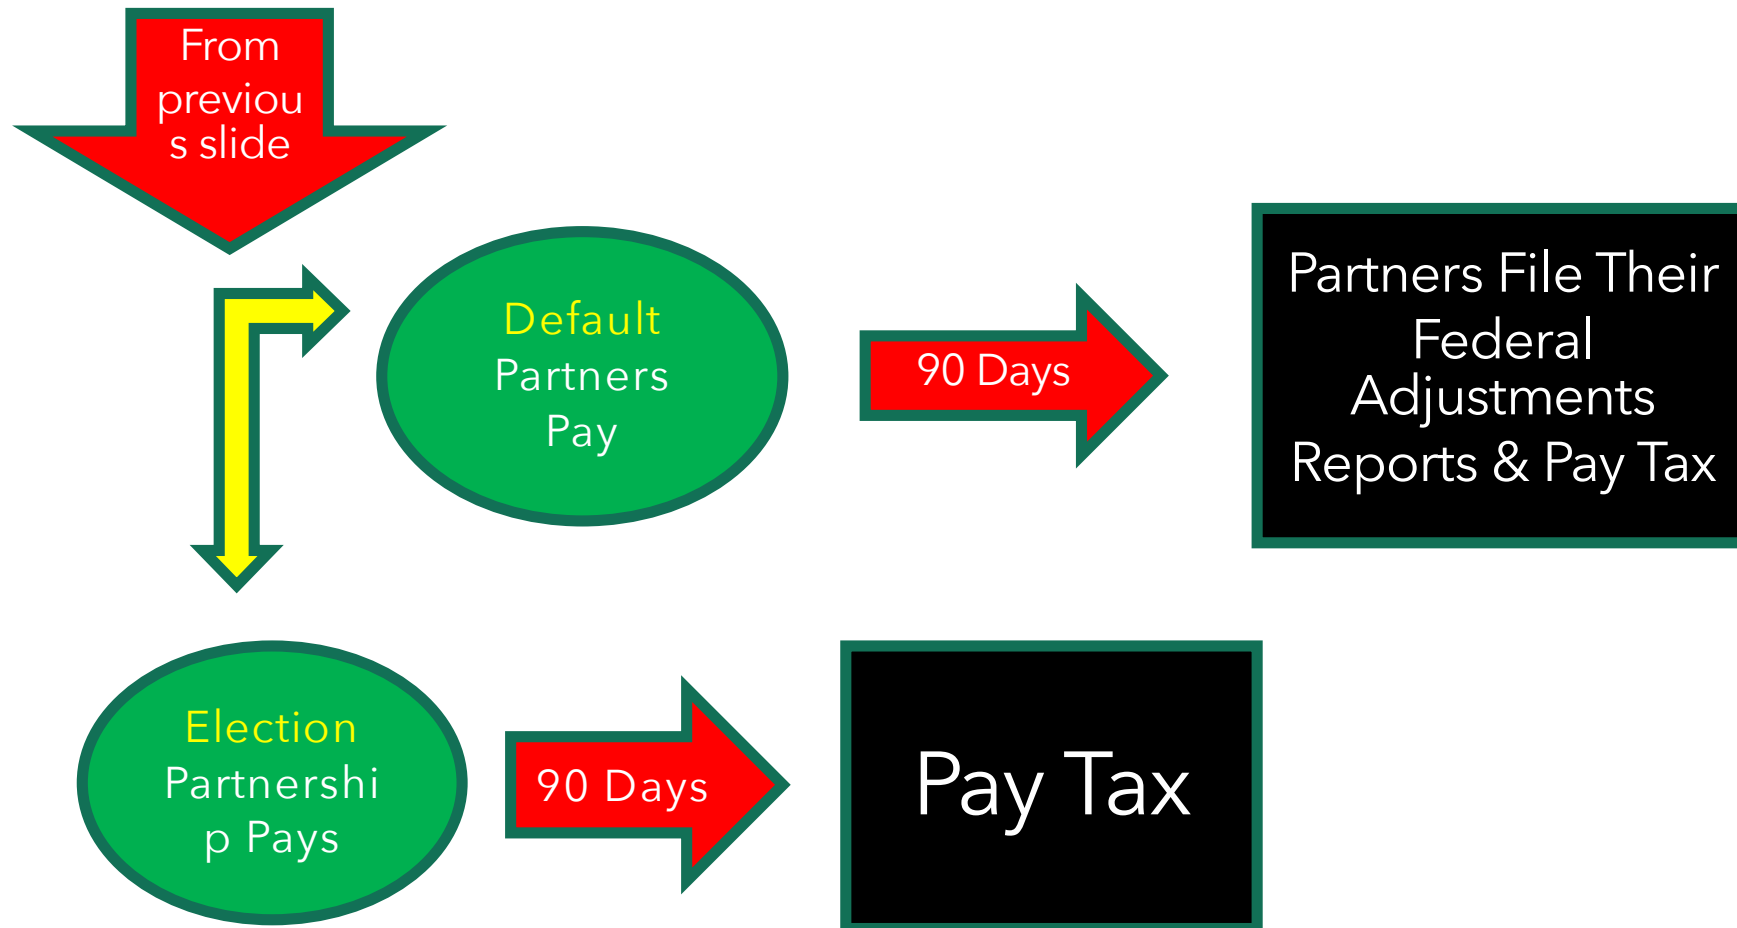 From
previou
s slide
Default
Partners
Pay
90 Days
Partners File Their
Federal
Adjustments
Reports & Pay Tax
Election
Partnershi
p Pays
90 Days
Pay Tax